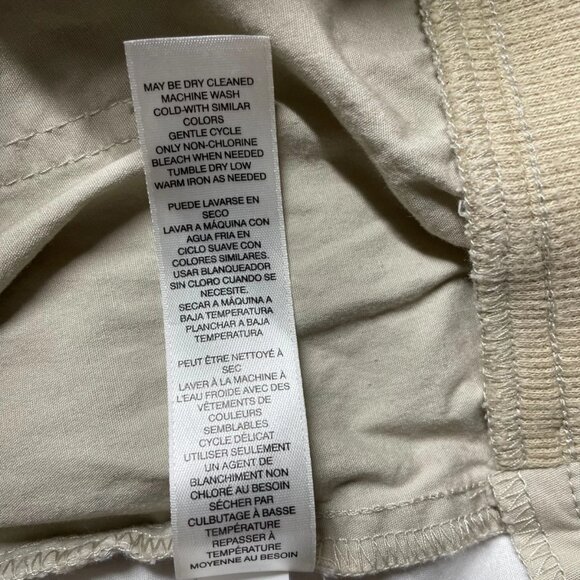 MAY BE DRY CLEANED
MACHINE WASH
COLD-WITH SIMILAR
COLORS
GENTLE CYCLE
ONLY NON-CHLORINE
BLEACH WHEN NEEDED
TUMBLE DRY LOW
WARM IRON AS NEEDED
PUEDE LAVARSE EN
SECO
LAVAR A MÁQUINA CON
AGUA FRIA EN
CICLO SUAVE CON
COLORES SIMILARES.
USAR BLANQUEADOR
SIN CLORO CUANDO SE
NECESITE.
SECAR A MÁQUINA A
BAJA TEMPERATURA
PLANCHAR A BAJA
TEMPERATURA
PEUT ÊTRE NETTOYÉ À
SEC
LAVER À LA MACHINE À
L'EAU FROIDE AVEC DES
VÊTEMENTS DE
COULEURS
SEMBLABLES
CYCLE DÉLICAT
UTILISER SEULEMENT
UN AGENT DE
BLANCHIMENT NON
CHLORÉ AU BESOIN
SÉCHER PAR
CULBUTAGE À BASSE
TEMPÉRATURE
REPASSER À
TEMPÉRATURE
MOYENNE AU BESOIN